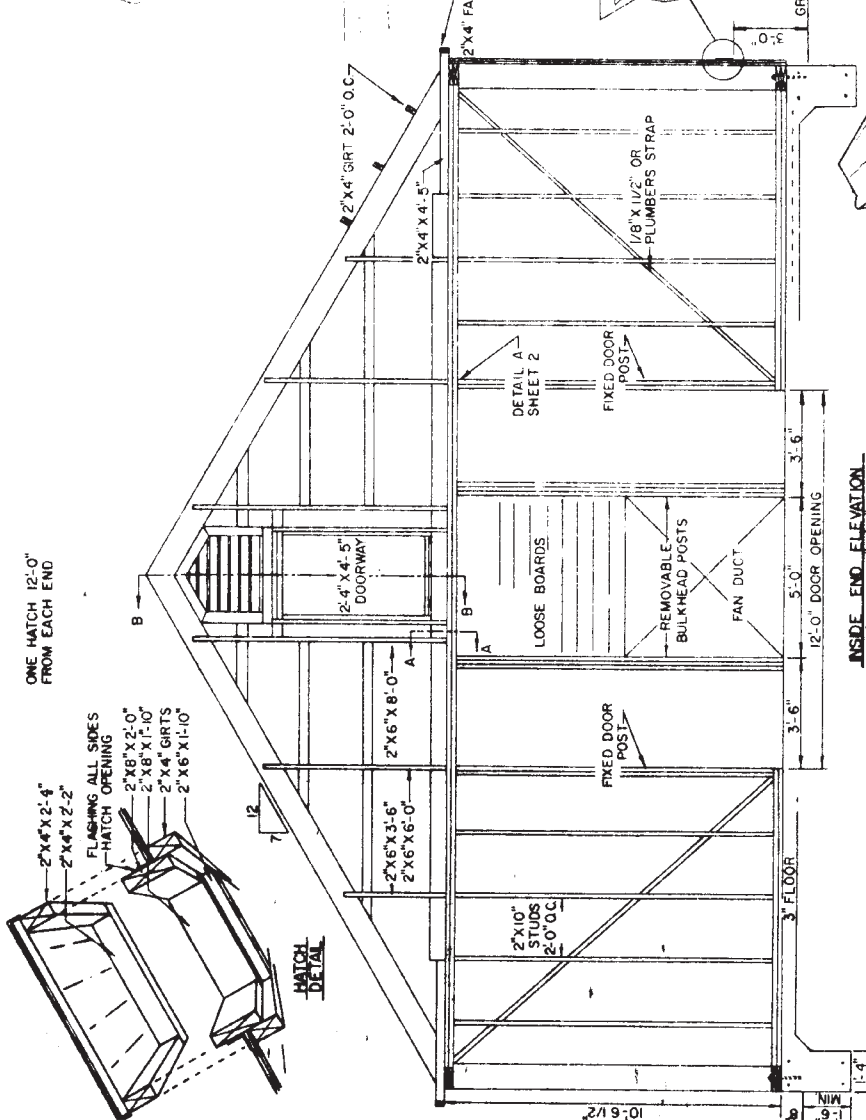 ONE HATCH 12'-0"
FROM EACH END
2"X4"X2'-4"
2"X4"X2'-2"
FLASHING ALL SIDES
HATCH OPENING
2"X8"X2'-0"
2"X8"X1'-10"
2"X4" GIRTS
2"X6"X1'-10"
HATCH
DETAIL
B
12
7
2"X4" GIRT 2'-0" O.C.
2"X4" FA
2'-4"X4'-5"
DOORWAY
B
A
A
2"X6"X8'-0"
2"X6"X3'-6"
2"X6"X6'-0"
2"X4"X4'-5"
DETAIL A
SHEET 2
1/8"X1 1/2" OR
PLUMBERS STRAP
2"X10"
STUDS
2'-0" O.C.
FIXED DOOR
POST
LOOSE BOARDS
REMOVABLE
BULKHEAD POSTS
FAN DUCT
FIXED DOOR
POST
3'-0"
GR
10'-6 1/2"
3" FLOOR
3'-6"
5'-0"
3'-6"
12'-0" DOOR OPENING
8"
1'-6"
MIN.
1'-4"
INSIDE END ELEVATION